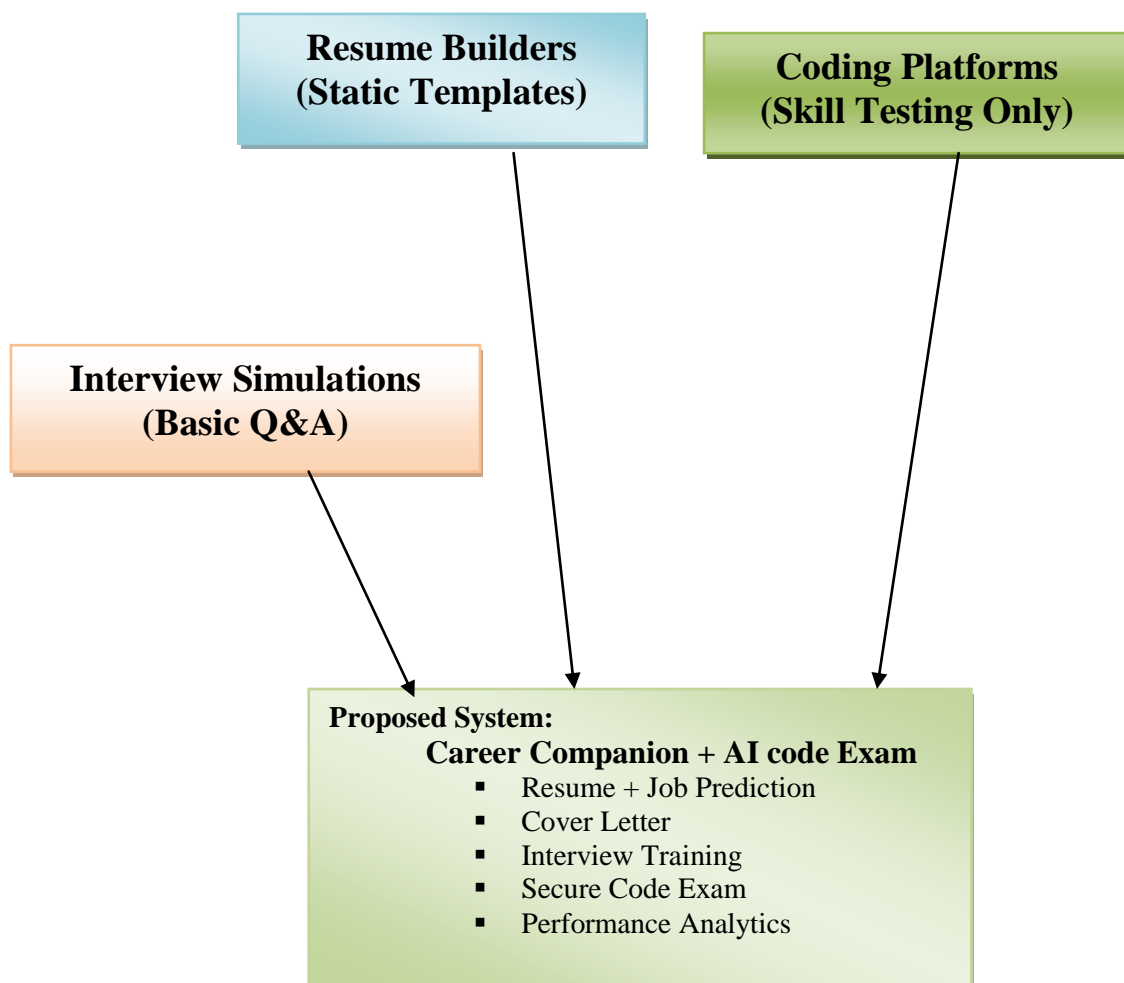 Resume Builders
(Static Templates)
Coding Platforms
(Skill Testing Only)
Interview Simulations
(Basic Q&A)
Proposed System:
Career Companion + AI code Exam
▪ Resume + Job Prediction
▪ Cover Letter
▪ Interview Training
▪ Secure Code Exam
▪ Performance Analytics